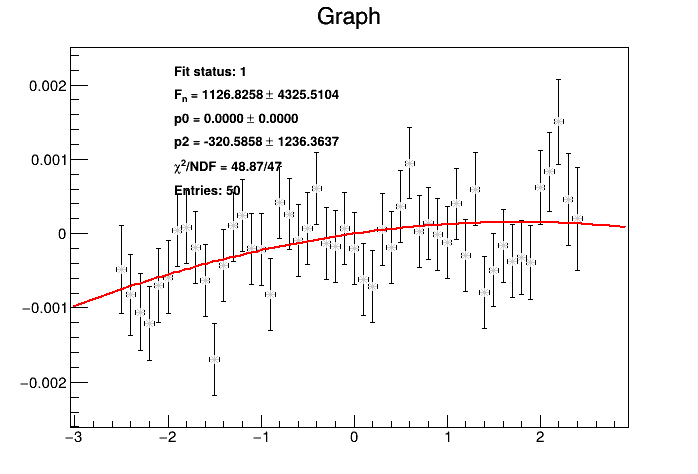 Graph
Fit status: 1
Fn = 1126.8258 ± 4325.5104
p0 = 0.0000 ± 0.0000
p2 = -320.5858 ± 1236.3637
χ²/NDF = 48.87/47
Entries: 50
0.002
0.001
0
−0.001
−0.002
−3 −2 −1 0 1 2